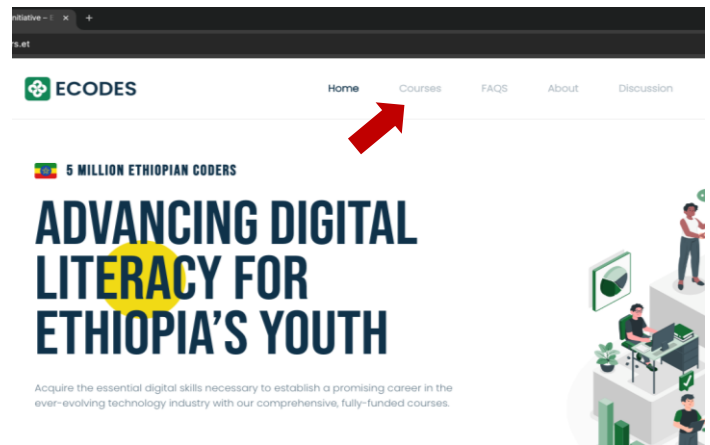 nitiative – E
rs.et
ECODES
Home Courses FAQS About Discussion
5 MILLION ETHIOPIAN CODERS
ADVANCING DIGITAL
LITERACY FOR
ETHIOPIA'S YOUTH
Acquire the essential digital skills necessary to establish a promising career in the
ever-evolving technology industry with our comprehensive, fully-funded courses.